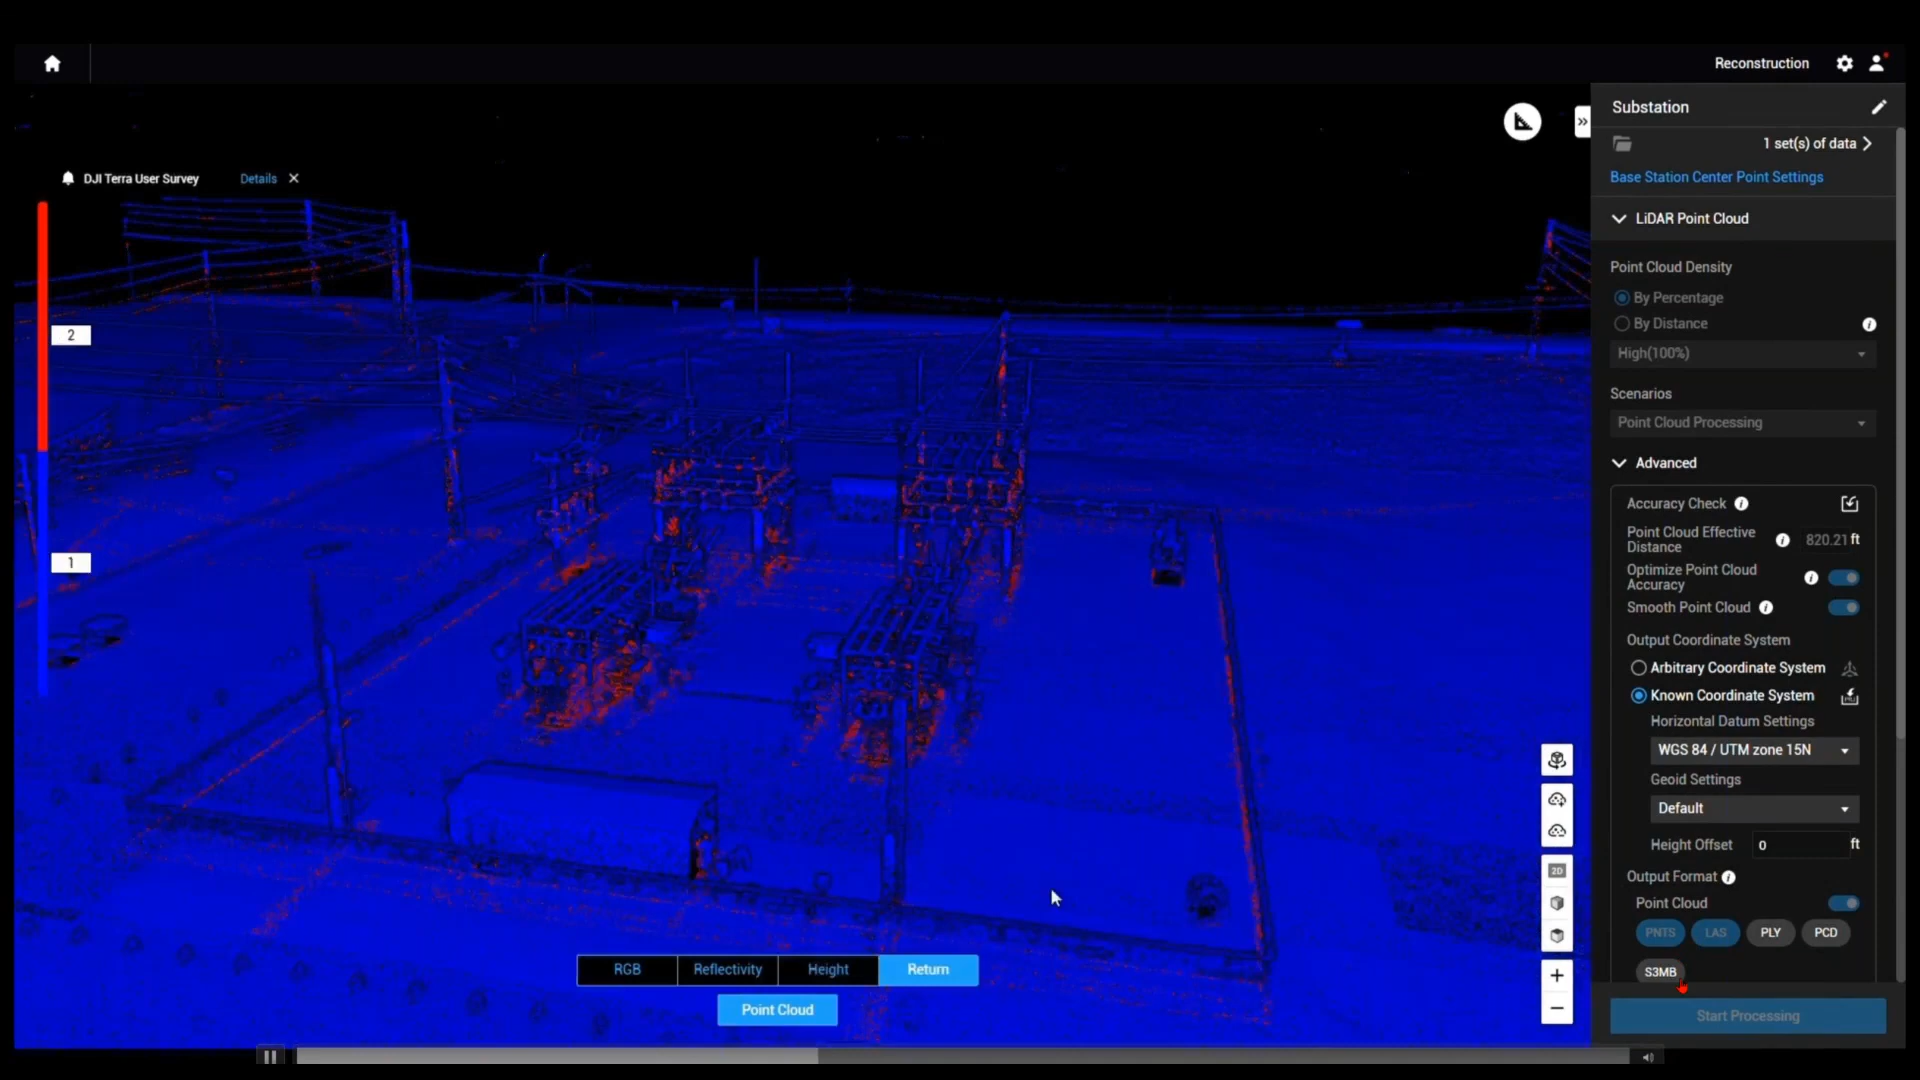 Reconstruction
Substation
1 set(s) of data
Base Station Center Point Settings
DJI Terra User Survey Details
2
1
LiDAR Point Cloud
Point Cloud Density
By Percentage
By Distance
High(100%)
Scenarios
Point Cloud Processing
Advanced
Accuracy Check
Point Cloud Effective
Distance
820.21 ft
Optimize Point Cloud
Accuracy
Smooth Point Cloud
Output Coordinate System
Arbitrary Coordinate System
Known Coordinate System
Horizontal Datum Settings
WGS 84 / UTM zone 15N
Geoid Settings
Default
Height Offset 0 ft
Output Format
Point Cloud
PNTS LAS PLY PCD
S3MB
Start Processing
2D
RGB Reflectivity Height Return
Point Cloud